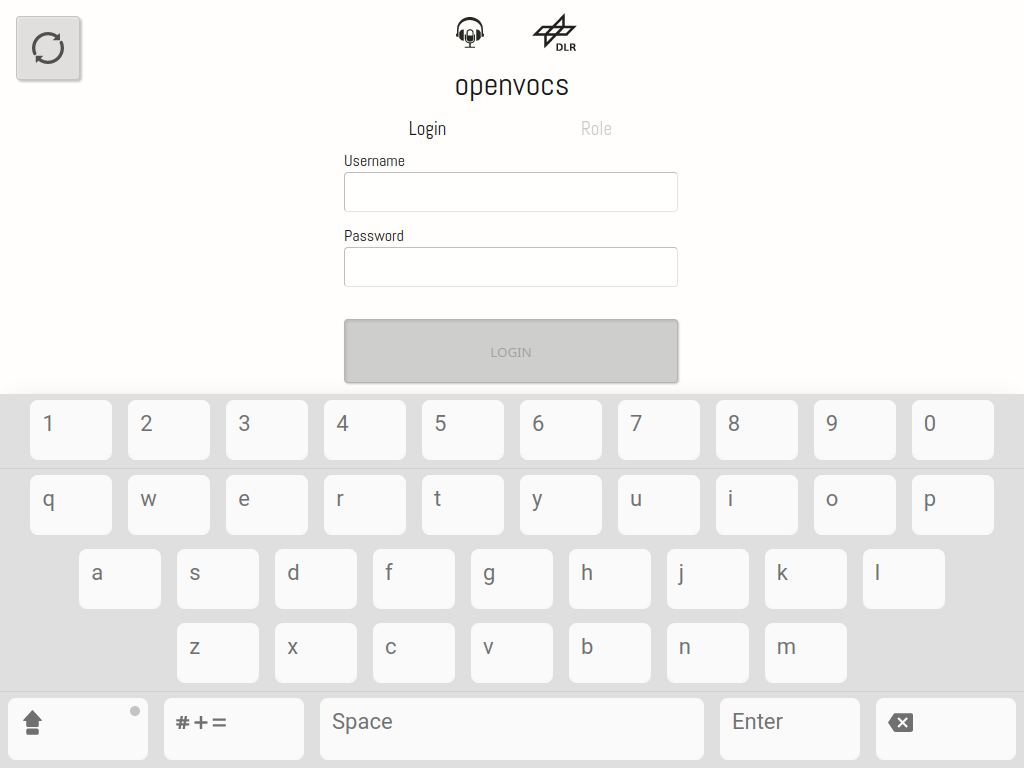 DLR
openvocs
Login Role
Username
Password
LOGIN
1 2 3 4 5 6 7 8 9 0
q w e r t y u i o p
a s d f g h j k l
z x c v b n m
#+= Space Enter